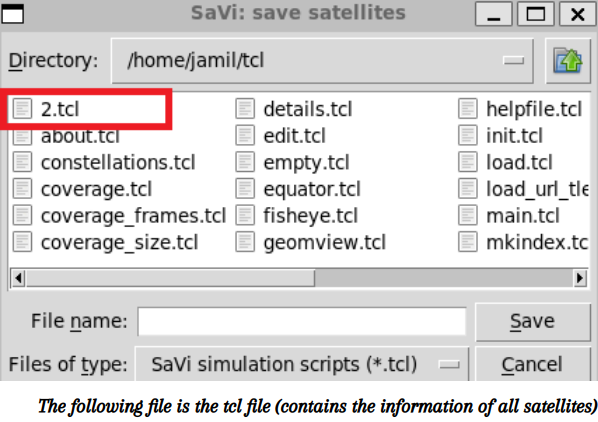 SaVi: save satellites
Directory: /home/jamil/tcl
2.tcl details.tcl helpfile.tcl
about.tcl edit.tcl init.tcl
constellations.tcl empty.tcl load.tcl
coverage.tcl equator.tcl load_url_tle
coverage_frames.tcl fisheye.tcl main.tcl
coverage_size.tcl geomview.tcl mkindex.tc
File name: Save
Files of type: SaVi simulation scripts (*.tcl) Cancel
The following file is the tcl file (contains the information of all satellites)